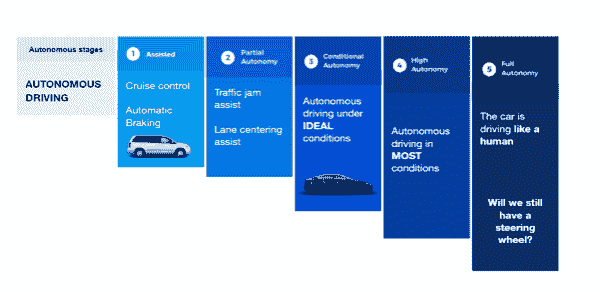 Autonomous stages
AUTONOMOUS
DRIVING
1 Assisted
Cruise control
Automatic
Braking
2 Partial
Autonomy
Traffic jam
assist
Lane centering
assist
3 Conditional
Autonomy
Autonomous
driving under
IDEAL
conditions
4 High
Autonomy
Autonomous
driving in
MOST
conditions
5 Full
Autonomy
The car is
driving like a
human
Will we still
have a
steering
wheel?